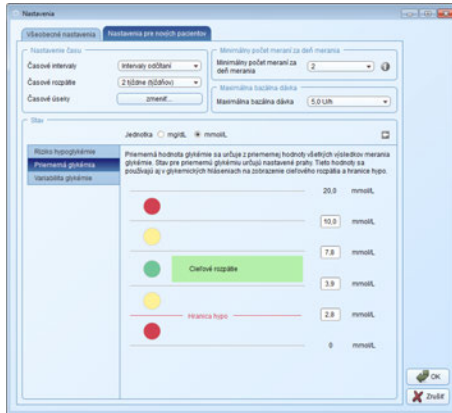 Nastavenia
Všeobecné nastavenia
Nastavenia pre nových pacientov
Nastavenie času
Časové intervaly
Intervaly odčítaní
Časové rozpätie
2 týždne (týždňov)
Časové úseky
zmeniť...
Minimálny počet meraní za deň merania
Minimálny počet meraní za
deň merania
2
Maximálna bazálna dávka
Maximálna bazálna dávka
5,0 U/h
Stav
Jednotka mg/dL mmol/L
Riziko hypoglykémie
Priemerná glykémia
Variabilita glykémie
Priemerná hodnota glykémie sa určuje z priemernej hodnoty všetkých výsledkov merania
glykémie. Stav pre priemernú glykémiu určujú nastavené prahy. Tieto hodnoty sa
používajú aj v glykemických hláseniach na zobrazenie cieľového rozpätia a hranice hypo.
20,0 mmol/L
10,0 mmol/L
7,8 mmol/L
Cieľové rozpätie
3,9 mmol/L
Hranica hypo
2,8 mmol/L
0 mmol/L
OK
Zrušiť